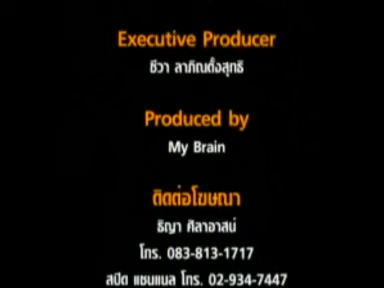 Executive Producer
ชีวา ลาภิณตั้งสุทธิ
Produced by
My Brain
ติดต่อโฆษณา
ธิญา ศิลาอาสน์
โทร. 083-813-1717
สปีด แชนแนล โทร. 02-934-7447